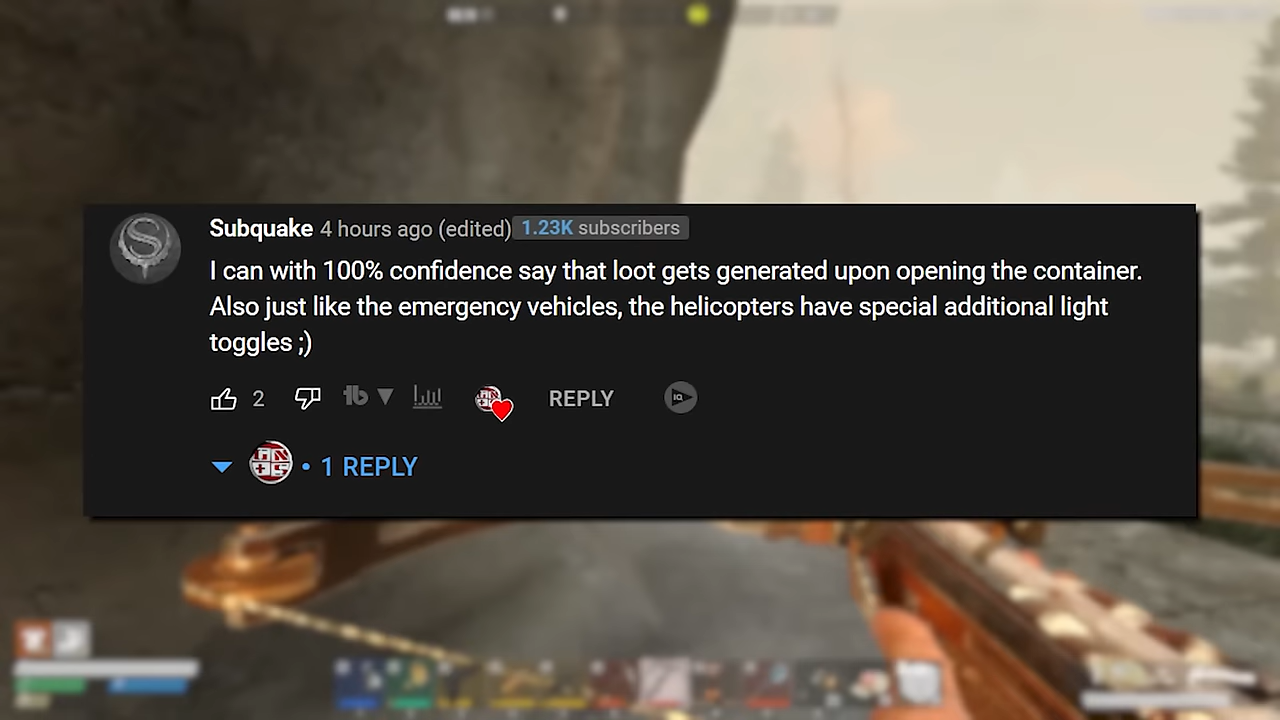 Subquake 4 hours ago (edited) 1.23K subscribers
I can with 100% confidence say that loot gets generated upon opening the container.
Also just like the emergency vehicles, the helicopters have special additional light
toggles ;)
2 REPLY
1 REPLY